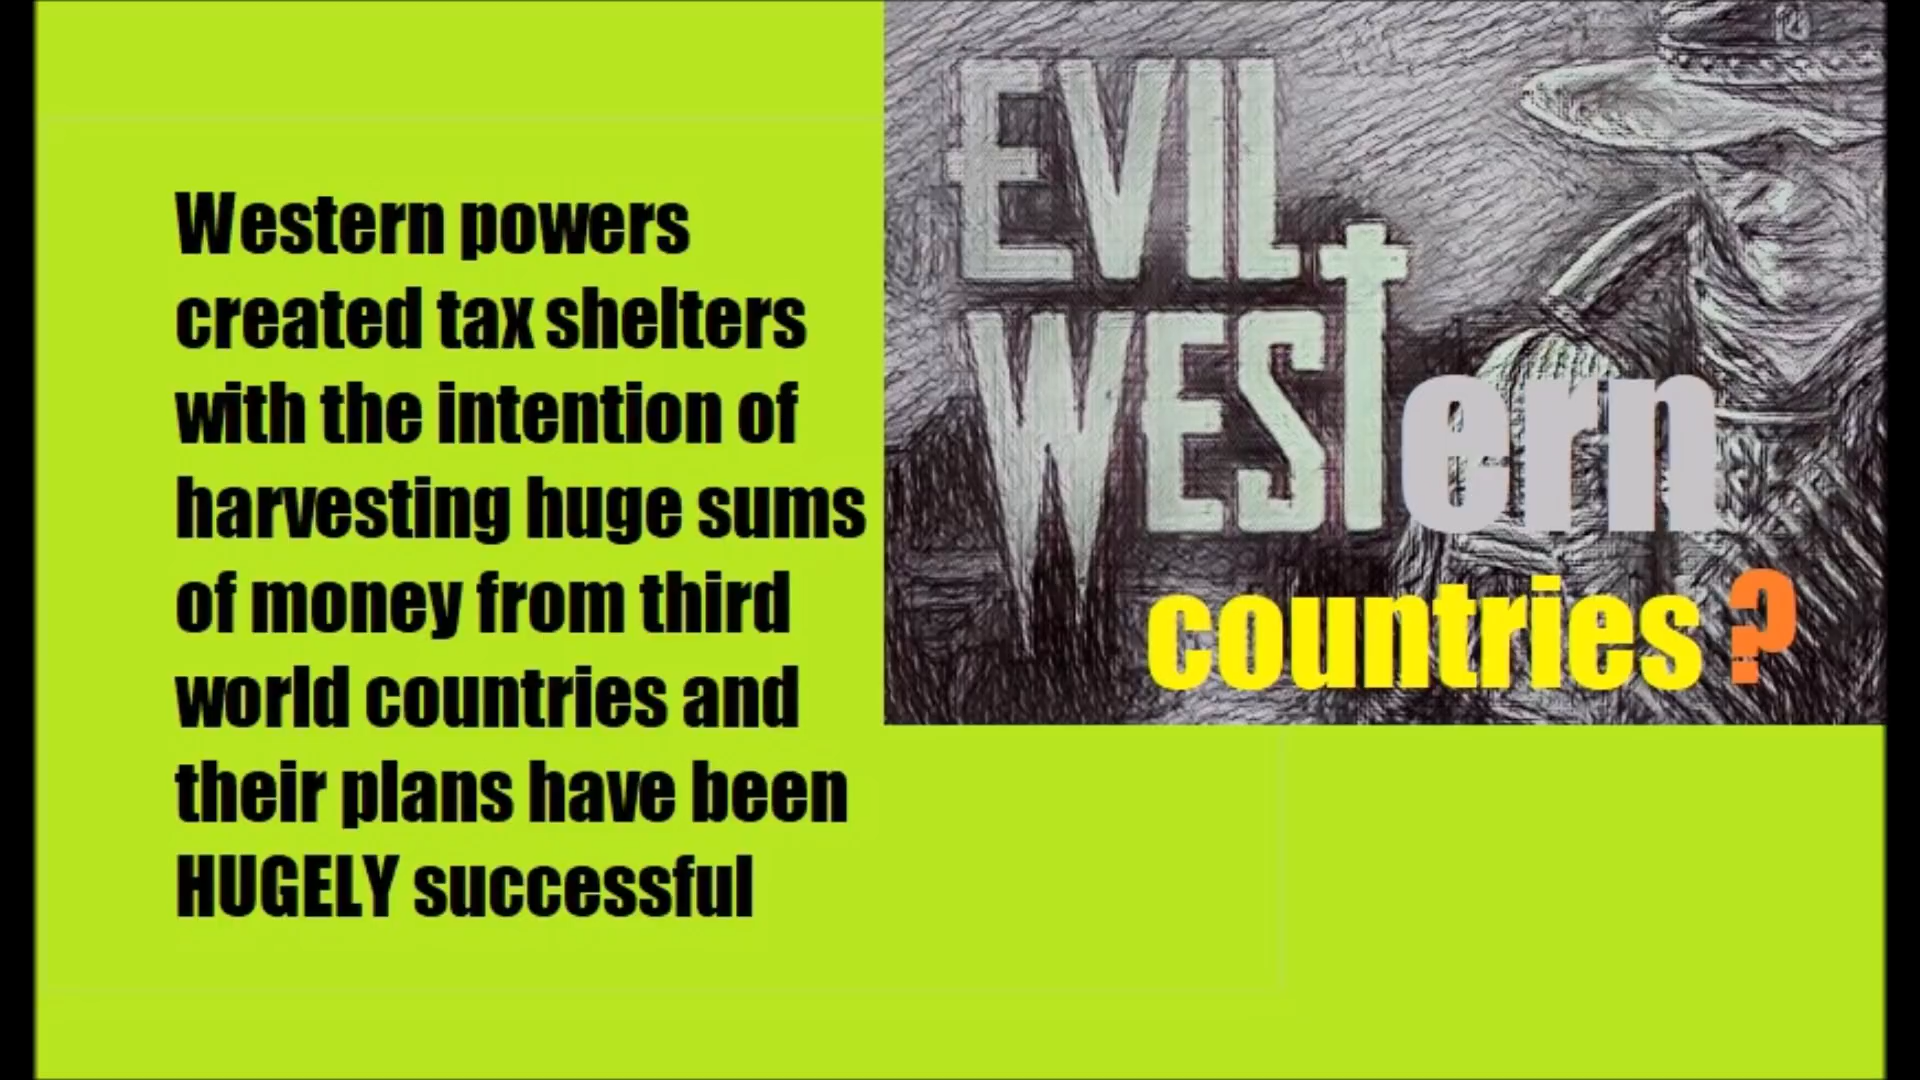 Western powers
created tax shelters
with the intention of
harvesting huge sums
of money from third
world countries and
their plans have been
HUGELY successful
EVIL
WESTern
countries ?